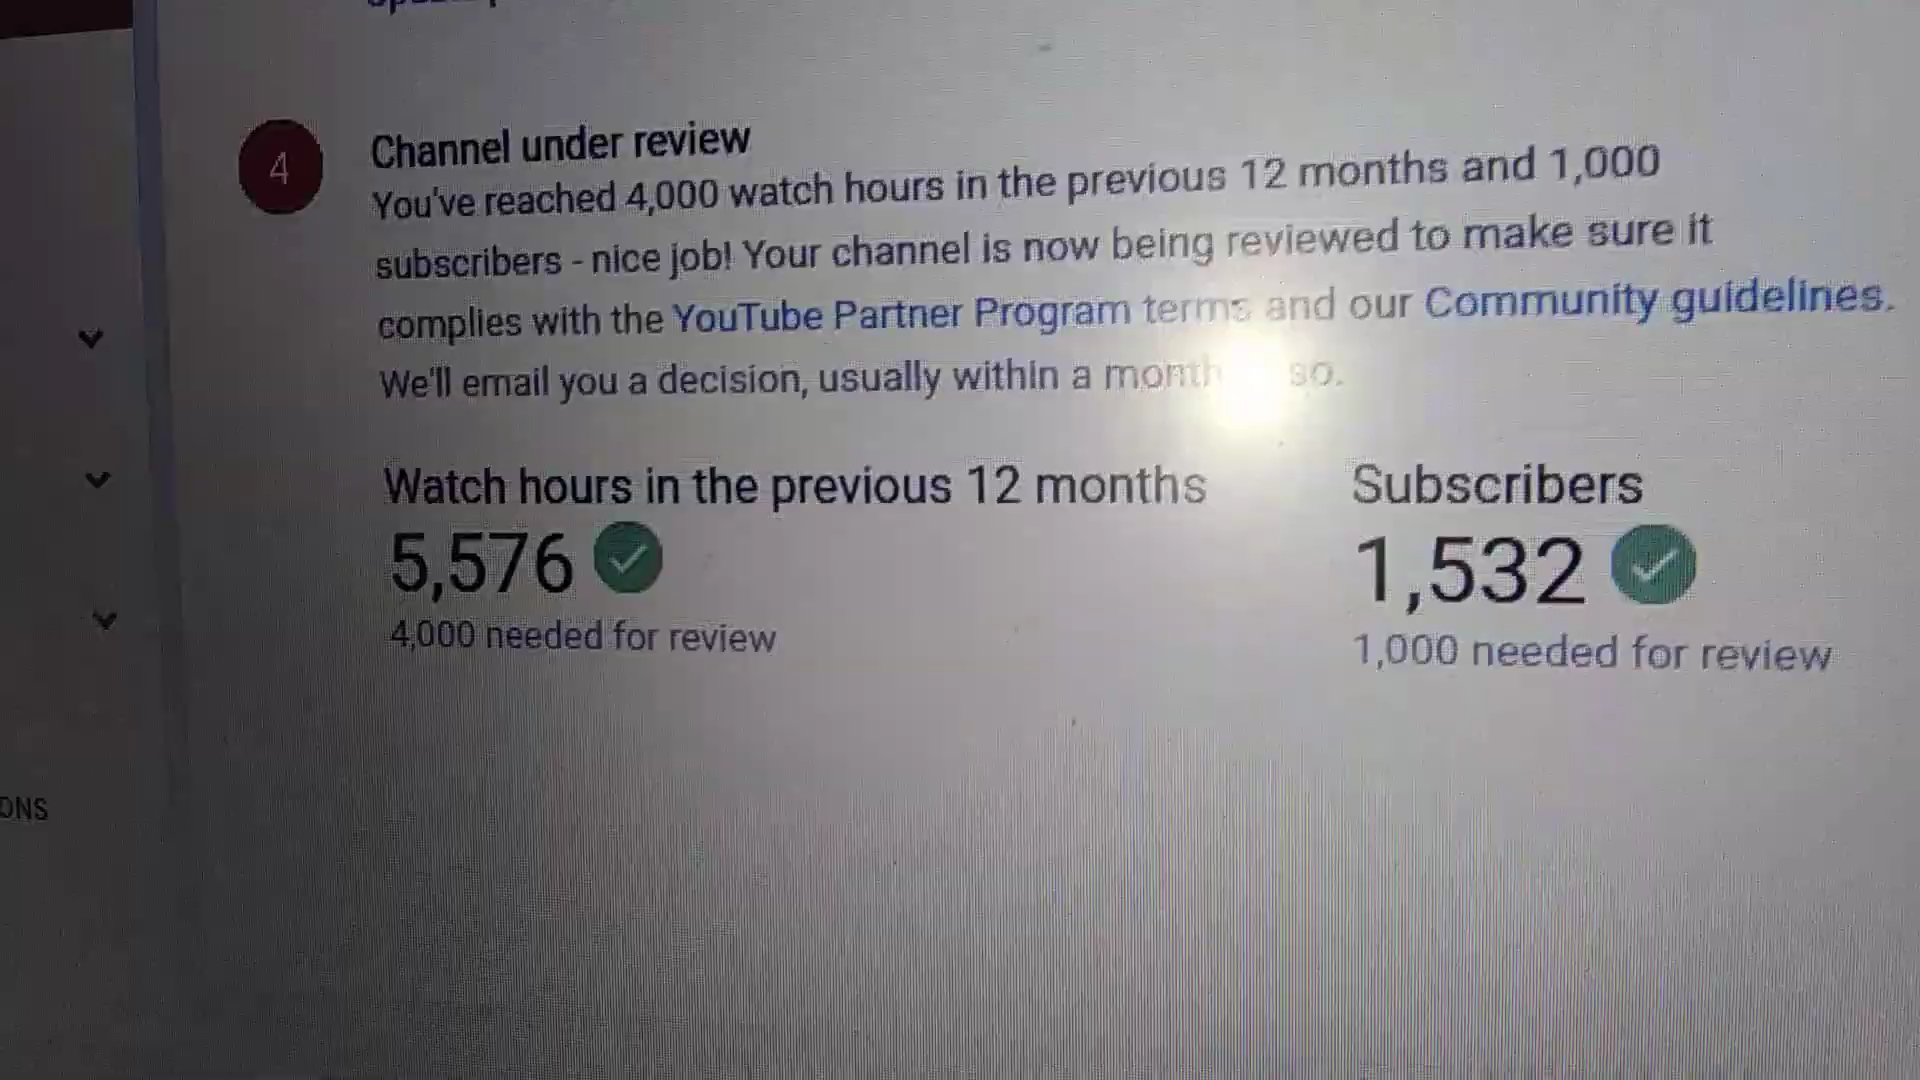 4
Channel under review
You've reached 4,000 watch hours in the previous 12 months and 1,000
subscribers - nice job! Your channel is now being reviewed to make sure it
complies with the YouTube Partner Program terms and our Community guidelines.
We'll email you a decision, usually within a month so.
Watch hours in the previous 12 months
5,576
4,000 needed for review
Subscribers
1,532
1,000 needed for review